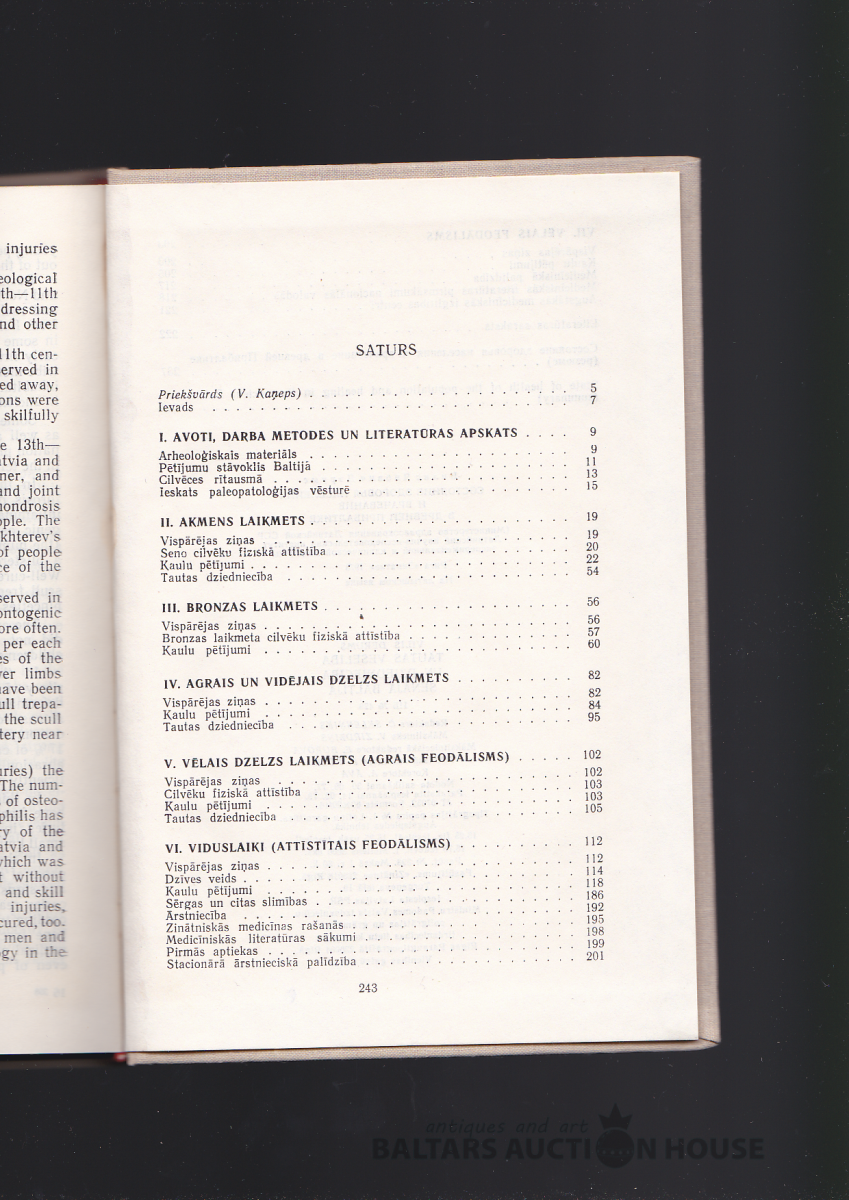 injuries
eological
th—11th
dressing
nd other
11th cen-
erved in
ed away,
ons were
skilfully
e 13th—
atvia and
ner, and
and joint
hondrosis
ople. The
khterev's
of people
ce of the
served in
ontogenic
ore often.
per each
es of the
er limbs
have been
ull trepa-
the scull
tery near
uries) the
The num-
of osteo-
philis has
ry of the
atvia and
which was
t without
and skill
injuries,
cured, too.
men and
gy in the
SATURS
Priekšvārds (V. Kaņeps) . . . . 5
Ievads . . . . 7
I. AVOTI, DARBA METODES UN LITERATŪRAS APSKATS . . . . 9
Arheoloģiskais materiāls . . . . 9
Pētījumu stāvoklis Baltijā . . . . 11
Cilvēces rītausmā . . . . 13
Ieskats paleopatoloģijas vēsturē . . . . 15
II. AKMENS LAIKMETS . . . . 19
Vispārējas ziņas . . . . 19
Seno cilvēku fiziskā attīstība . . . . 20
Kaulu pētījumi . . . . 22
Tautas dziedniecība . . . . 54
III. BRONZAS LAIKMETS . . . . 56
Vispārējas ziņas . . . . 56
Bronzas laikmeta cilvēku fiziskā attīstība . . . . 57
Kaulu pētījumi . . . . 60
IV. AGRAIS UN VIDĒJAIS DZELZS LAIKMETS . . . . 82
Vispārējas ziņas . . . . 82
Kaulu pētījumi . . . . 84
Tautas dziedniecība . . . . 95
V. VĒLAIS DZELZS LAIKMETS (AGRAIS FEODĀLISMS) . . . . 102
Vispārējas ziņas . . . . 102
Cilvēku fiziskā attīstība . . . . 103
Kaulu pētījumi . . . . 103
Tautas dziedniecība . . . . 105
VI. VIDUSLAIKI (ATTĪSTĪTAIS FEODĀLISMS) . . . . 112
Vispārējas ziņas . . . . 112
Dzīves veids . . . . 114
Kaulu pētījumi . . . . 118
Sērgas un citas slimības . . . . 186
Ārstniecība . . . . 192
Zinātniskās medicīnas rašanās . . . . 195
Medicīniskās literatūras sākumi . . . . 198
Pirmās aptiekas . . . . 199
Stacionārā ārstnieciskā palīdzība . . . . 201
243
antiques and art
BALTARS AUCTION HOUSE